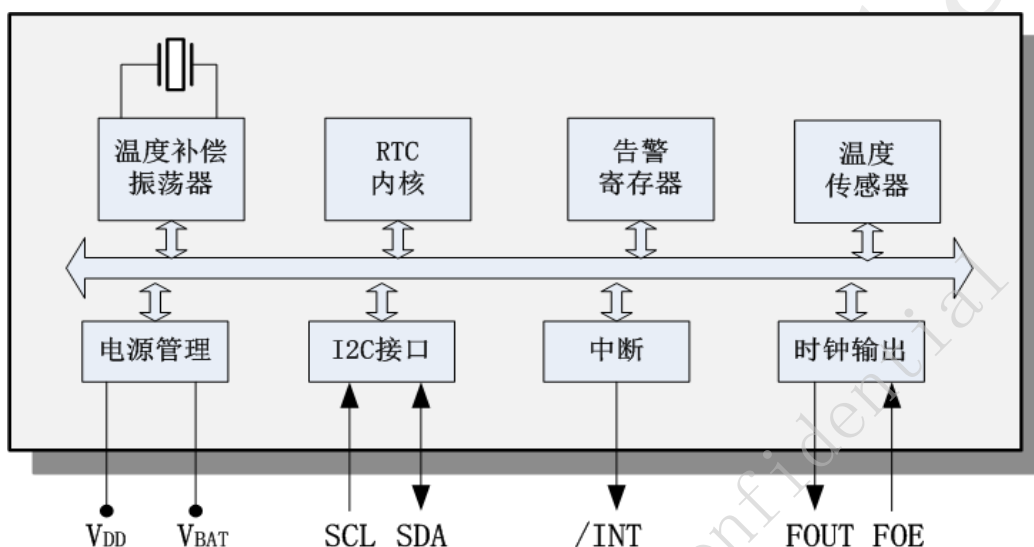 温度补偿
振荡器
RTC
内核
告警
寄存器
温度
传感器
电源管理
I2C接口
中断
时钟输出
VDD
VBAT
SCL
SDA
/INT
FOUT
FOE